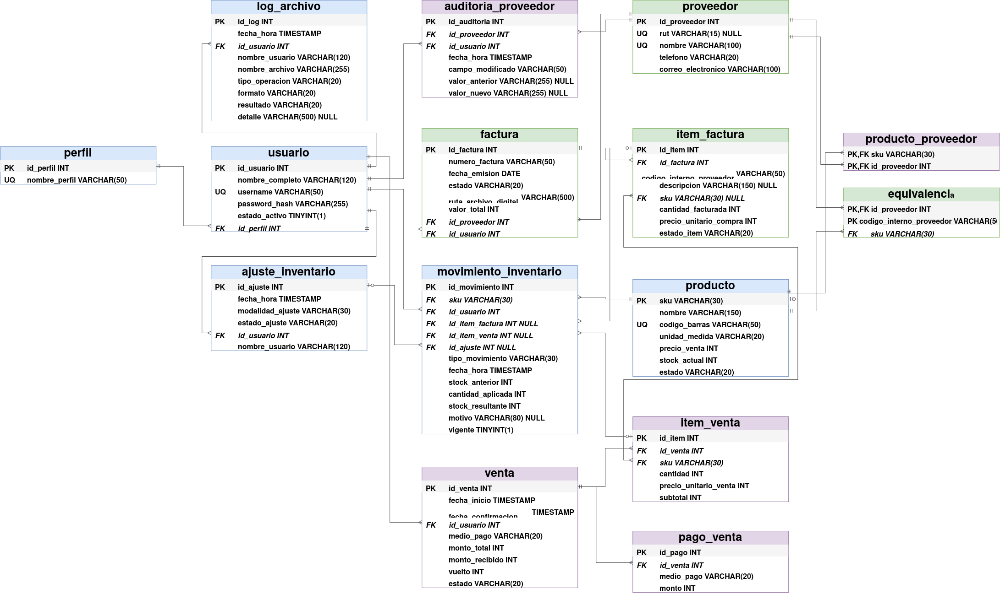 log_archivo
PK id_log INT
fecha_hora TIMESTAMP
FK id_usuario INT
nombre_usuario VARCHAR(120)
nombre_archivo VARCHAR(255)
tipo_operacion VARCHAR(20)
formato VARCHAR(20)
resultado VARCHAR(20)
detalle VARCHAR(500) NULL
auditoria_proveedor
PK id_auditoria INT
FK id_proveedor INT
FK id_usuario INT
fecha_hora TIMESTAMP
campo_modificado VARCHAR(50)
valor_anterior VARCHAR(255) NULL
valor_nuevo VARCHAR(255) NULL
proveedor
PK id_proveedor INT
UQ rut VARCHAR(15) NULL
UQ nombre VARCHAR(100)
telefono VARCHAR(20)
correo_electronico VARCHAR(100)
perfil
PK id_perfil INT
UQ nombre_perfil VARCHAR(50)
usuario
PK id_usuario INT
nombre_completo VARCHAR(120)
UQ username VARCHAR(50)
password_hash VARCHAR(255)
estado_activo TINYINT(1)
FK id_perfil INT
factura
PK id_factura INT
numero_factura VARCHAR(50)
fecha_emision DATE
estado VARCHAR(20)
ruta_archivo_digital VARCHAR(500)
valor_total INT
FK id_proveedor INT
FK id_usuario INT
item_factura
PK id_item INT
FK id_factura INT
codigo_interno_proveedor VARCHAR(50)
descripcion VARCHAR(150) NULL
FK sku VARCHAR(30) NULL
cantidad_facturada INT
precio_unitario_compra INT
estado_item VARCHAR(20)
producto_proveedor
PK,FK sku VARCHAR(30)
PK,FK id_proveedor INT
equivalencia
PK,FK id_proveedor INT
PK codigo_interno_proveedor VARCHAR(5
FK sku VARCHAR(30)
ajuste_inventario
PK id_ajuste INT
fecha_hora TIMESTAMP
modalidad_ajuste VARCHAR(30)
estado_ajuste VARCHAR(20)
FK id_usuario INT
nombre_usuario VARCHAR(120)
movimiento_inventario
PK id_movimiento INT
FK sku VARCHAR(30)
FK id_usuario INT
FK id_item_factura INT NULL
FK id_item_venta INT NULL
FK id_ajuste INT NULL
tipo_movimiento VARCHAR(30)
fecha_hora TIMESTAMP
stock_anterior INT
cantidad_aplicada INT
stock_resultante INT
motivo VARCHAR(80) NULL
vigente TINYINT(1)
producto
PK sku VARCHAR(30)
nombre VARCHAR(150)
UQ codigo_barras VARCHAR(50)
unidad_medida VARCHAR(20)
precio_venta INT
stock_actual INT
estado VARCHAR(20)
item_venta
PK id_item INT
FK id_venta INT
FK sku VARCHAR(30)
cantidad INT
precio_unitario_venta INT
subtotal INT
venta
PK id_venta INT
fecha_inicio TIMESTAMP
fecha_confirmacion TIMESTAMP
FK id_usuario INT
medio_pago VARCHAR(20)
monto_total INT
monto_recibido INT
vuelto INT
estado VARCHAR(20)
pago_venta
PK id_pago INT
FK id_venta INT
medio_pago VARCHAR(20)
monto INT